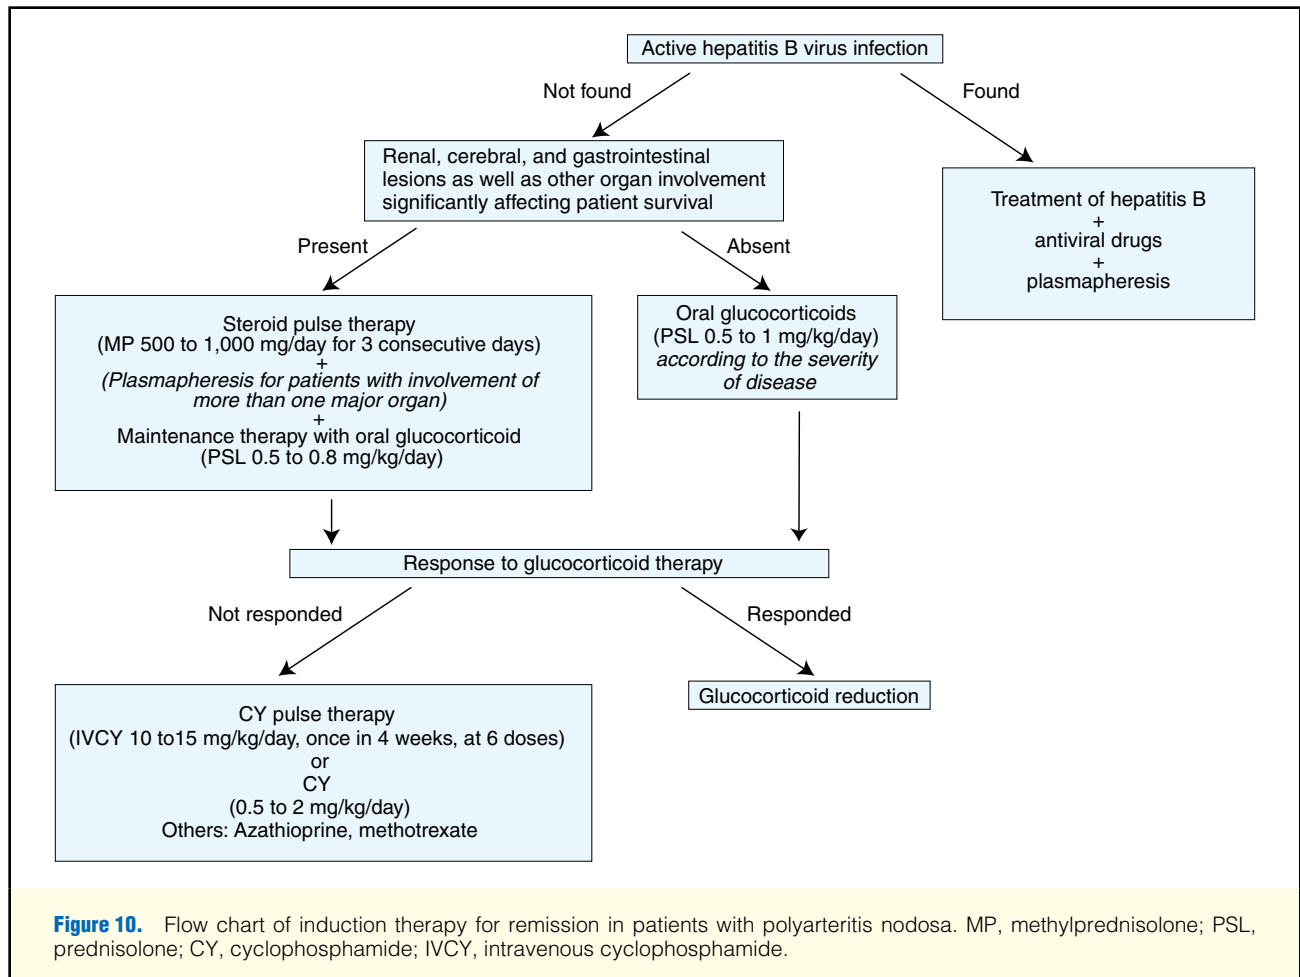 Active hepatitis B virus infection
Not found
Found
Renal, cerebral, and gastrointestinal
lesions as well as other organ involvement
significantly affecting patient survival
Treatment of hepatitis B
+
antiviral drugs
+
plasmapheresis
Present
Absent
Steroid pulse therapy
(MP 500 to 1,000 mg/day for 3 consecutive days)
+
(Plasmapheresis for patients with involvement of
more than one major organ)
+
Maintenance therapy with oral glucocorticoid
(PSL 0.5 to 0.8 mg/kg/day)
Oral glucocorticoids
(PSL 0.5 to 1 mg/kg/day)
according to the severity
of disease
Response to glucocorticoid therapy
Not responded
Responded
CY pulse therapy
(IVCY 10 to15 mg/kg/day, once in 4 weeks, at 6 doses)
or
CY
(0.5 to 2 mg/kg/day)
Others: Azathioprine, methotrexate
Glucocorticoid reduction
Figure 10. Flow chart of induction therapy for remission in patients with polyarteritis nodosa. MP, methylprednisolone; PSL,
prednisolone; CY, cyclophosphamide; IVCY, intravenous cyclophosphamide.